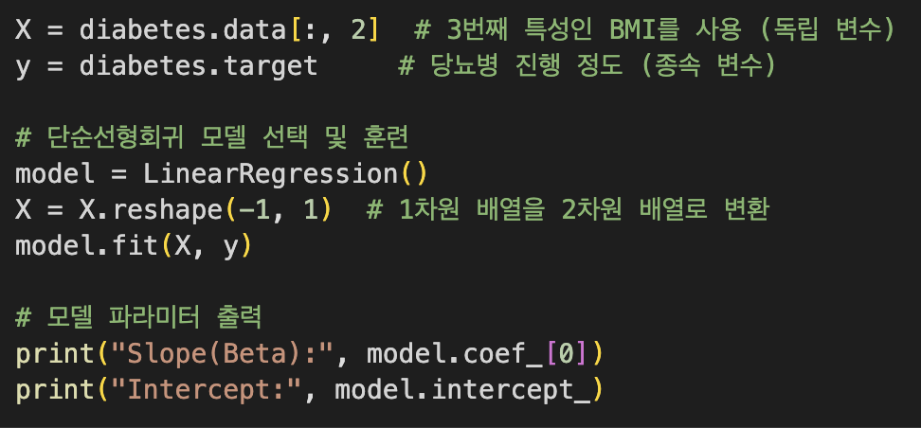 X = diabetes.data[:, 2]  # 3번째 특성인 BMI를 사용 (독립 변수)
y = diabetes.target     # 당뇨병 진행 정도 (종속 변수)
# 단순선형회귀 모델 선택 및 훈련
model = LinearRegression()
X = X.reshape(-1, 1)  # 1차원 배열을 2차원 배열로 변환
model.fit(X, y)
# 모델 파라미터 출력
print("Slope(Beta):", model.coef_[0])
print("Intercept:", model.intercept_)